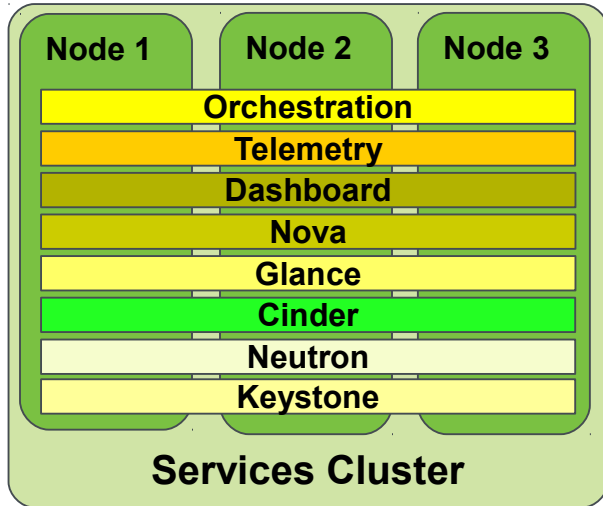 Node 1 Node 2 Node 3
Orchestration
Telemetry
Dashboard
Nova
Glance
Cinder
Neutron
Keystone
Services Cluster